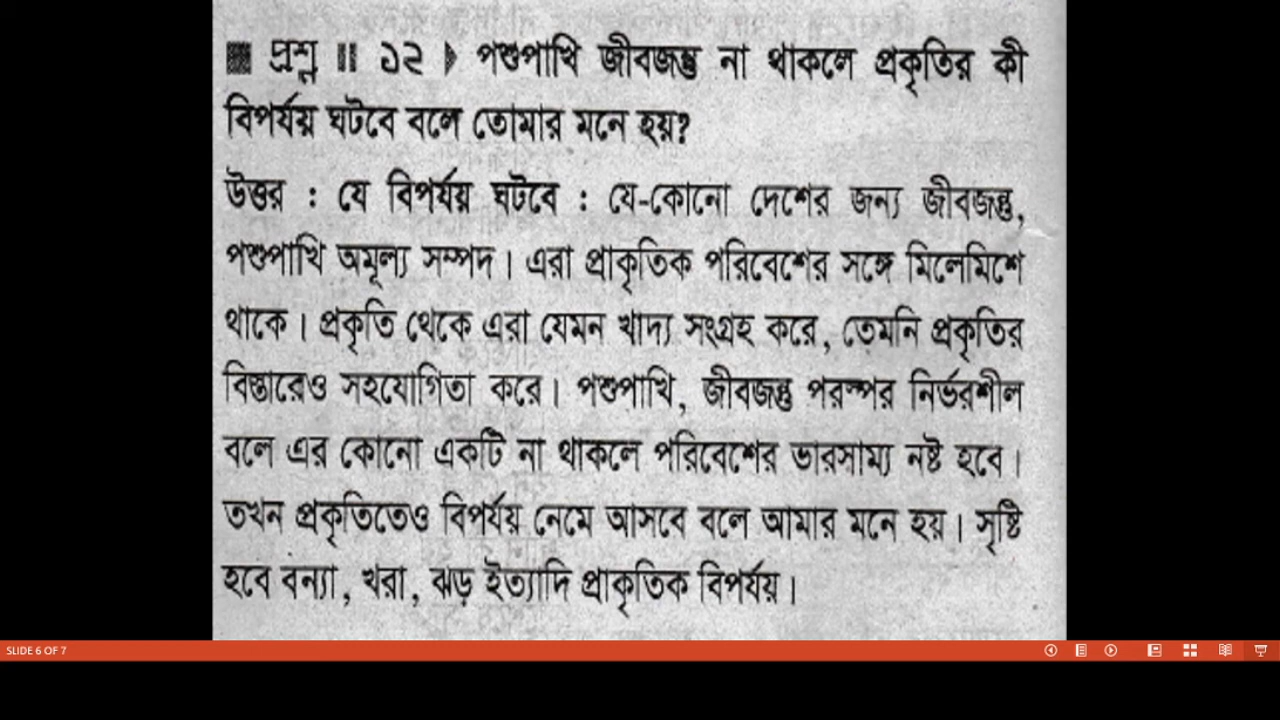 ■ প্রশ্ন ॥ ১২ ▶ পশুপাখি জীবজন্তু না থাকলে প্রকৃতির কী
বিপর্যয় ঘটবে বলে তোমার মনে হয়?
উত্তর : যে বিপর্যয় ঘটবে : যে-কোনো দেশের জন্য জীবজন্তু,
পশুপাখি অমূল্য সম্পদ। এরা প্রাকৃতিক পরিবেশের সঙ্গে মিলেমিশে
থাকে। প্রকৃতি থেকে এরা যেমন খাদ্য সংগ্রহ করে, তেমনি প্রকৃতির
বিস্তারেও সহযোগিতা করে। পশুপাখি, জীবজন্তু পরস্পর নির্ভরশীল
বলে এর কোনো একটি না থাকলে পরিবেশের ভারসাম্য নষ্ট হবে।
তখন প্রকৃতিতেও বিপর্যয় নেমে আসবে বলে আমার মনে হয়। সৃষ্টি
হবে বন্যা, খরা, ঝড় ইত্যাদি প্রাকৃতিক বিপর্যয়।
SLIDE 6 OF 7